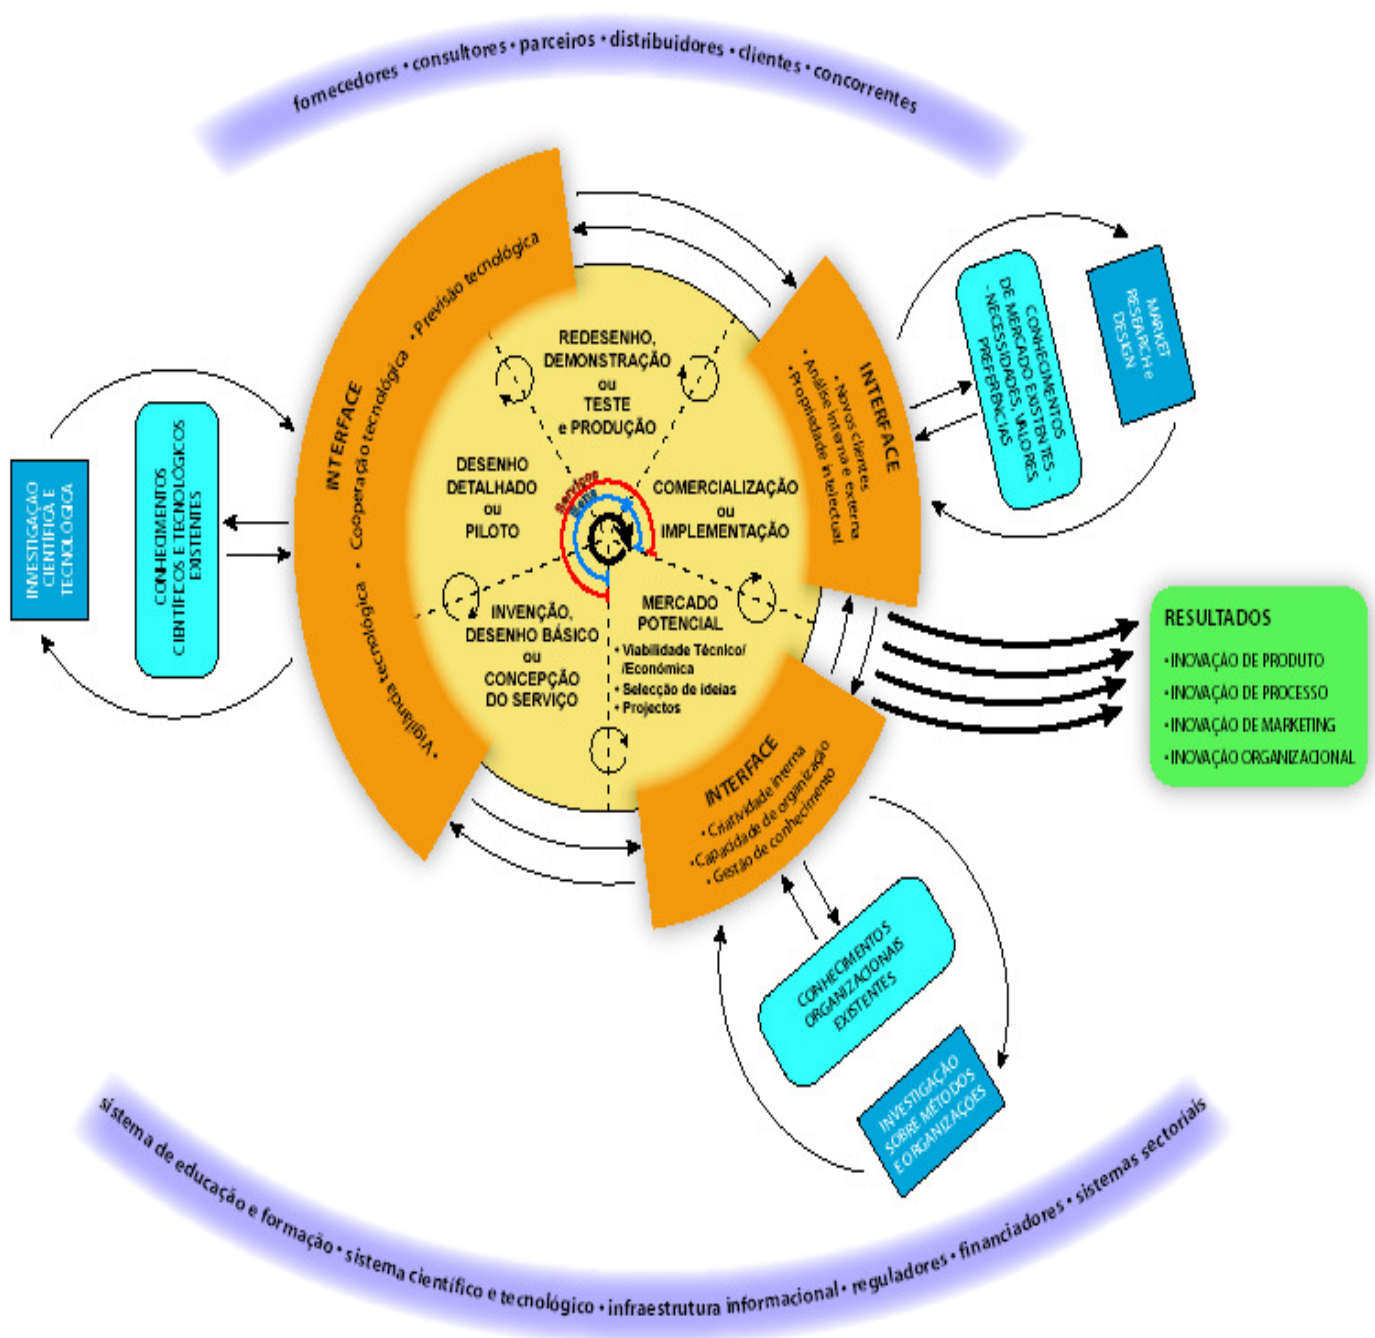 fornecedores • consultores • parceiros • distribuidores • clientes • concorrentes
INTERFACE
• Vigilância tecnológica • Cooperação tecnológica • Previsão tecnológica
INVESTIGAÇÃO
CIENTÍFICA E
TECNOLÓGICA
CONHECIMENTOS
CIENTÍFICOS E TECNOLÓGICOS
EXISTENTES
REDESENHO,
DEMONSTRAÇÃO
ou
TESTE
e PRODUÇÃO
DESENHO
DETALHADO
ou
PILOTO
Serviços
Bens
COMERCIALIZAÇÃO
ou
IMPLEMENTAÇÃO
INVENÇÃO,
DESENHO BÁSICO
ou
CONCEPÇÃO
DO SERVIÇO
MERCADO
POTENCIAL
• Viabilidade Técnico/
/Económica
• Selecção de ideias
• Projectos
INTERFACE
• Novos clientes
• Análise interna e externa
• Propriedade intelectual
CONHECIMENTOS
DE MERCADO EXISTENTES -
- NECESSIDADES, VALORES,
PREFERÊNCIAS
MARKET
RESEARCH e
DESIGN
RESULTADOS
• INOVAÇÃO DE PRODUTO
• INOVAÇÃO DE PROCESSO
• INOVAÇÃO DE MARKETING
• INOVAÇÃO ORGANIZACIONAL
INTERFACE
• Criatividade interna
• Capacidade de organização
• Gestão de conhecimento
CONHECIMENTOS
ORGANIZACIONAIS
EXISTENTES
INVESTIGAÇÃO
SOBRE MÉTODOS
E ORGANIZAÇÕES
sistema de educação e formação • sistema científico e tecnológico • infraestrutura informacional • reguladores • financiadores • sistemas sectoriais